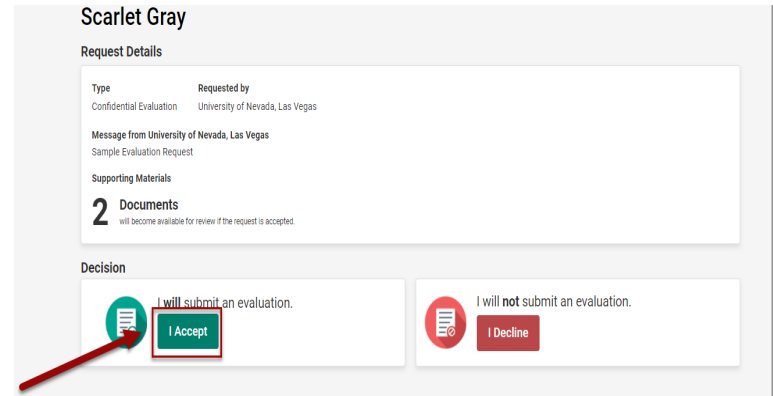 Scarlet Gray
Request Details
Type Requested by
Confidential Evaluation University of Nevada, Las Vegas
Message from University of Nevada, Las Vegas
Sample Evaluation Request
Supporting Materials
2 Documents
will become available for review if the request is accepted.
Decision
I will submit an evaluation.
I Accept
I will not submit an evaluation.
I Decline